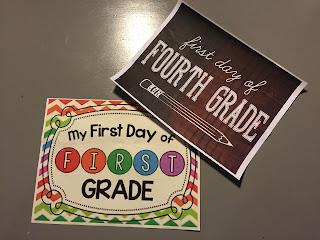 first day of
FOURTH GRADE
my First Day of
FIRST
GRADE